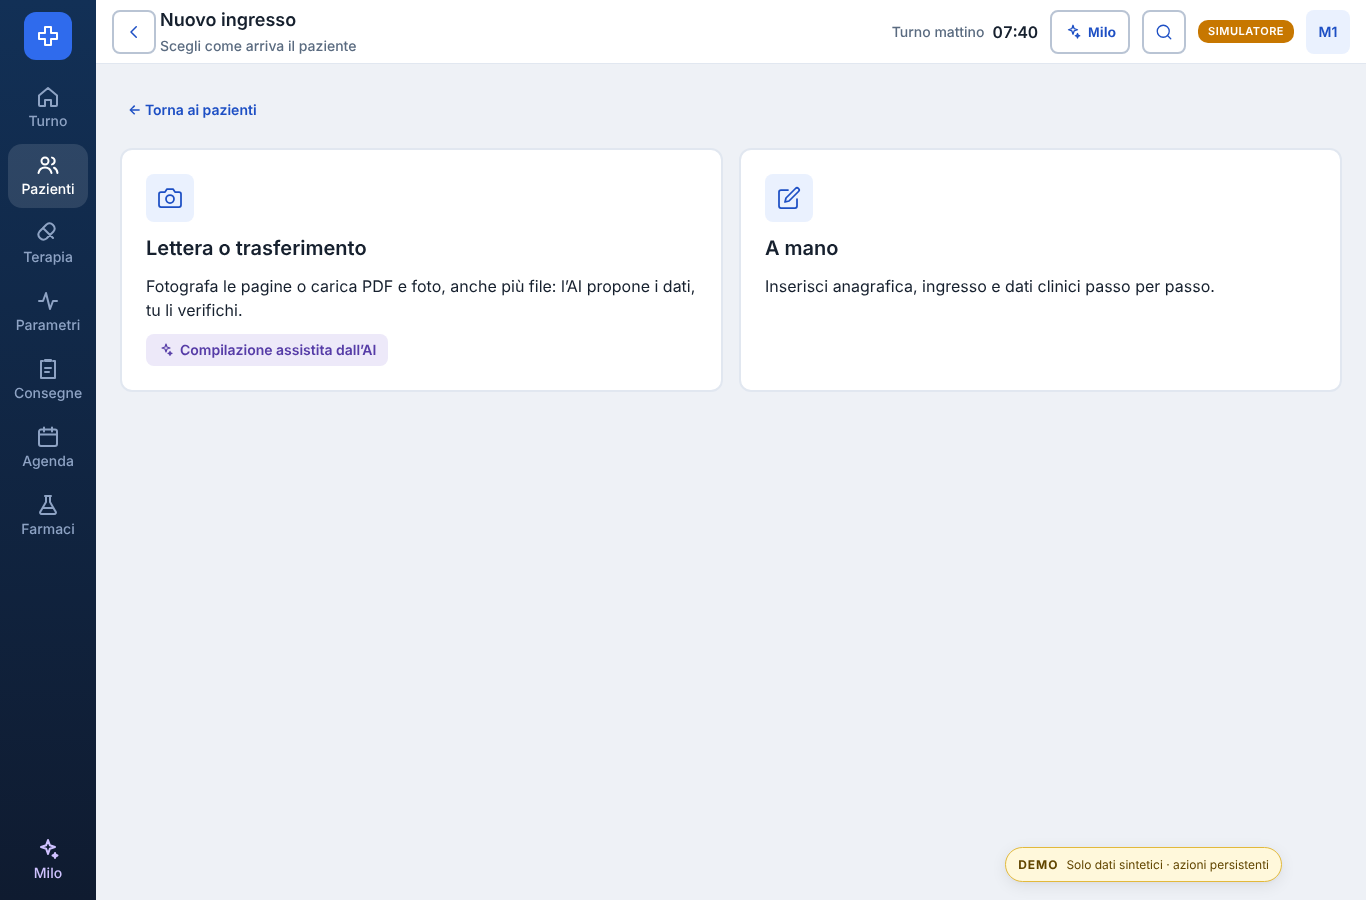 Nuovo ingresso
Scegli come arriva il paziente
Turno mattino 07:40
Milo
SIMULATORE
M1
Turno
Pazienti
Terapia
Parametri
Consegne
Agenda
Farmaci
Milo
← Torna ai pazienti
Lettera o trasferimento
Fotografa le pagine o carica PDF e foto, anche più file: l’AI propone i dati,
tu li verifichi.
Compilazione assistita dall’AI
A mano
Inserisci anagrafica, ingresso e dati clinici passo per passo.
DEMO Solo dati sintetici · azioni persistenti